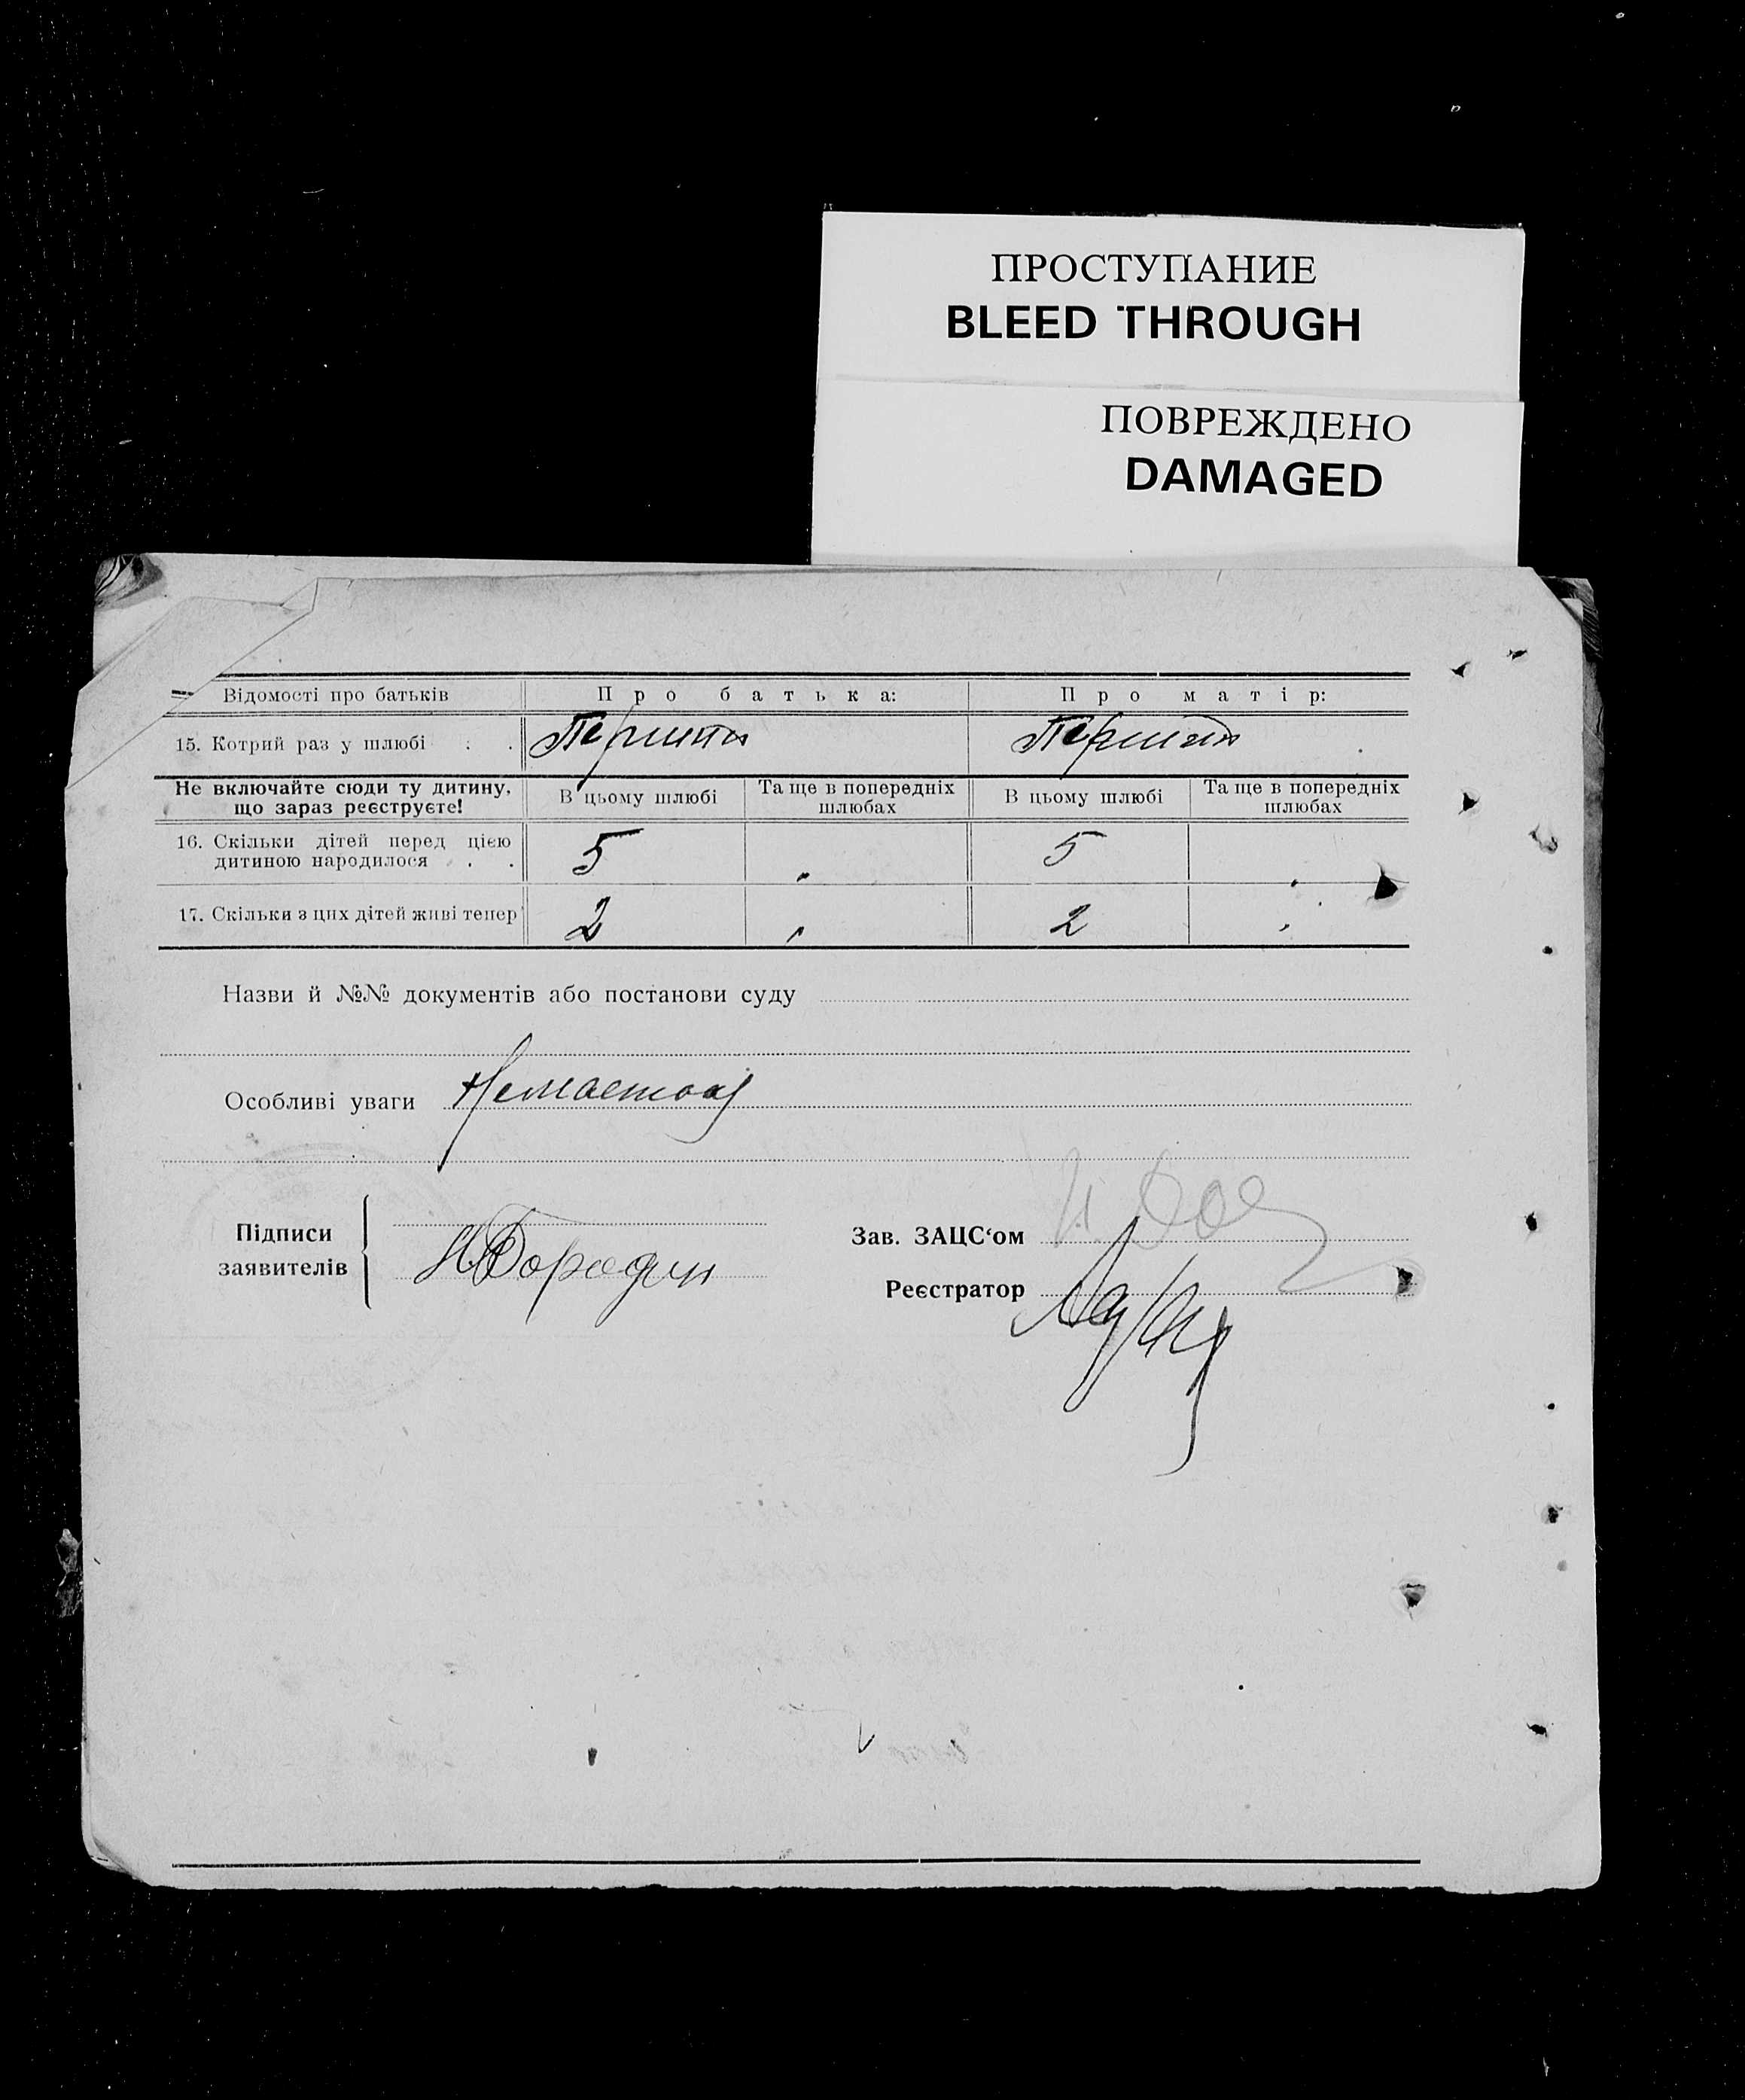 ПРОСТУПАНИЕ
BLEED THROUGH
ПОВРЕЖДЕНО
DAMAGED
Відомості про батьків Про батька: Про матір:
15. Котрий раз у шлюбі : .
Не включайте сюди ту дитину,
що зараз реєструєте!
В цьому шлюбі Та ще в попередніх шлюбах В цьому шлюбі Та ще в попередніх шлюбах
16. Скільки дітей перед цією
дитиною народилося . . 5 5
17. Скільки з цих дітей живі тепер 2 2
Назви й №№ документів або постанови суду
Особливі уваги
Підписи
заявителів
Зав. ЗАЦС‘ом
Реєстратор